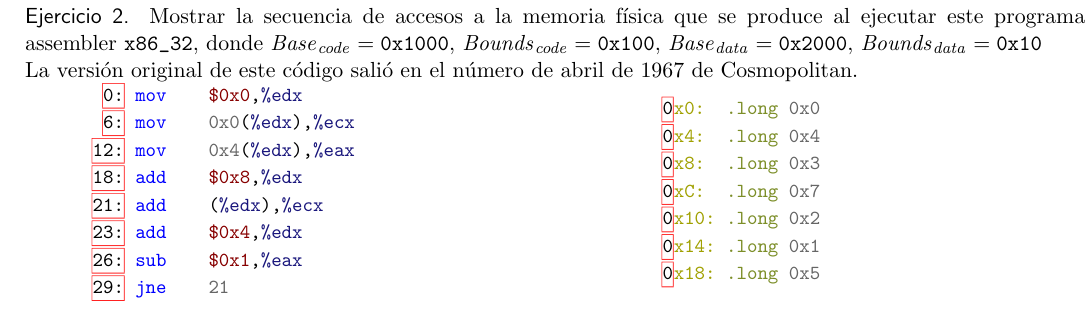 Ejercicio 2. Mostrar la secuencia de accesos a la memoria física que se produce al ejecutar este programa
assembler x86_32, donde Base_code = 0x1000, Bounds_code = 0x100, Base_data = 0x2000, Bounds_data = 0x10
La versión original de este código salió en el número de abril de 1967 de Cosmopolitan.
0: mov $0x0,%edx
6: mov 0x0(%edx),%ecx
12: mov 0x4(%edx),%eax
18: add $0x8,%edx
21: add (%edx),%ecx
23: add $0x4,%edx
26: sub $0x1,%eax
29: jne 21
0x0: .long 0x0
0x4: .long 0x4
0x8: .long 0x3
0xC: .long 0x7
0x10: .long 0x2
0x14: .long 0x1
0x18: .long 0x5